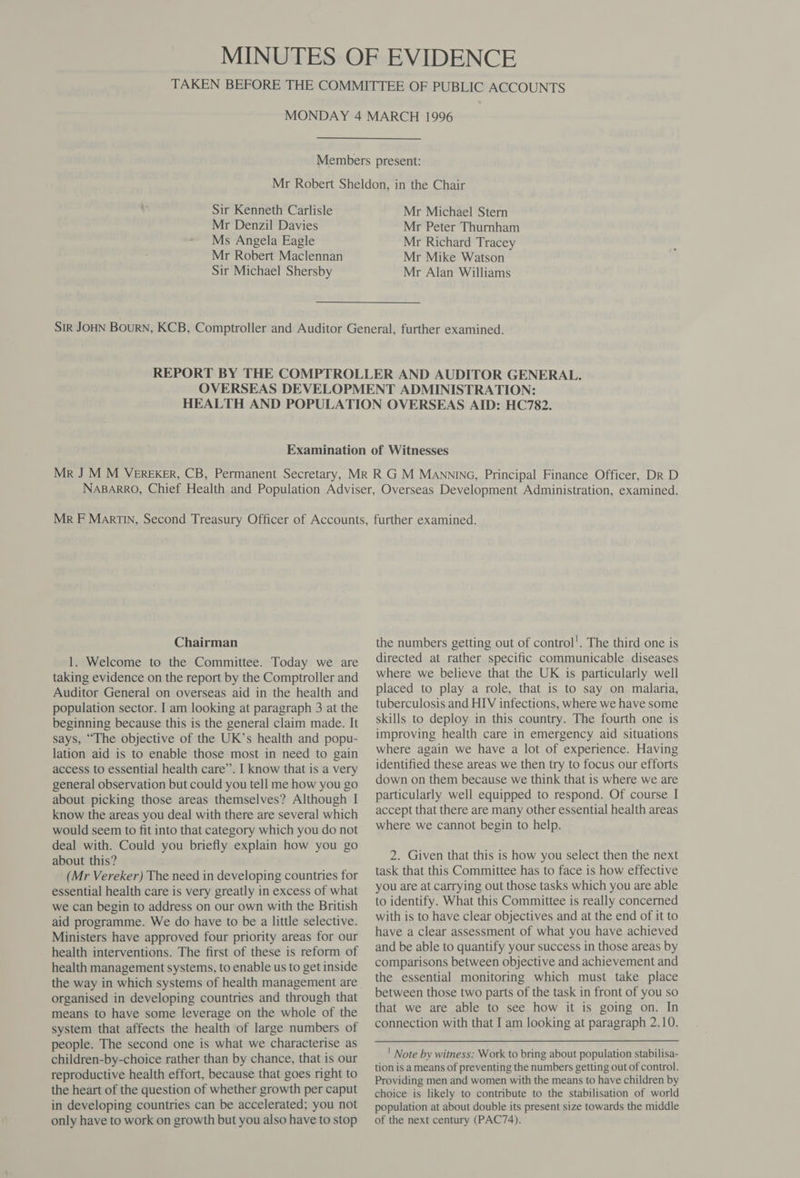 MINUTES OF EVIDENCE
TAKEN BEFORE THE COMMITTEE OF PUBLIC ACCOUNTS
MONDAY 4 MARCH 1996
Members present:
Mr Robert Sheldon, in the Chair
Sir Kenneth Carlisle
Mr Denzil Davies
Ms Angela Eagle
Mr Robert Maclennan
Sir Michael Shersby
Mr Michael Stern
Mr Peter Thurnham
Mr Richard Tracey
Mr Mike Watson
Mr Alan Williams
SIR JOHN BOURN, KCB, Comptroller and Auditor General, further examined.
REPORT BY THE COMPTROLLER AND AUDITOR GENERAL.
OVERSEAS DEVELOPMENT ADMINISTRATION:
HEALTH AND POPULATION OVERSEAS AID: HC782.
Examination of Witnesses
MR J M M VEREKER, CB, Permanent Secretary, MR R G M MANNING, Principal Finance Officer, DR D
NABARRO, Chief Health and Population Adviser, Overseas Development Administration, examined.
MR F MARTIN, Second Treasury Officer of Accounts, further examined.
Chairman
1. Welcome to the Committee. Today we are
taking evidence on the report by the Comptroller and
Auditor General on overseas aid in the health and
population sector. I am looking at paragraph 3 at the
beginning because this is the general claim made. It
says, “The objective of the UK’s health and popu-
lation aid is to enable those most in need to gain
access to essential health care”. I know that is a very
general observation but could you tell me how you go
about picking those areas themselves? Although I
know the areas you deal with there are several which
would seem to fit into that category which you do not
deal with. Could you briefly explain how you go
about this?
(Mr Vereker) The need in developing countries for
essential health care is very greatly in excess of what
we can begin to address on our own with the British
aid programme. We do have to be a little selective.
Ministers have approved four priority areas for our
health interventions. The first of these is reform of
health management systems, to enable us to get inside
the way in which systems of health management are
organised in developing countries and through that
means to have some leverage on the whole of the
system that affects the health of large numbers of
people. The second one is what we characterise as
children-by-choice rather than by chance, that is our
reproductive health effort, because that goes right to
the heart of the question of whether growth per caput
in developing countries can be accelerated; you not
only have to work on growth but you also have to stop
the numbers getting out of control¹. The third one is
directed at rather specific communicable diseases
where we believe that the UK is particularly well
placed to play a role, that is to say on malaria,
tuberculosis and HIV infections, where we have some
skills to deploy in this country. The fourth one is
improving health care in emergency aid situations
where again we have a lot of experience. Having
identified these areas we then try to focus our efforts
down on them because we think that is where we are
particularly well equipped to respond. Of course I
accept that there are many other essential health areas
where we cannot begin to help.
2. Given that this is how you select then the next
task that this Committee has to face is how effective
you are at carrying out those tasks which you are able
to identify. What this Committee is really concerned
with is to have clear objectives and at the end of it to
have a clear assessment of what you have achieved
and be able to quantify your success in those areas by
comparisons between objective and achievement and
the essential monitoring which must take place
between those two parts of the task in front of you so
that we are able to see how it is going on. In
connection with that I am looking at paragraph 2.10.
¹ Note by witness: Work to bring about population stabilisa-
tion is a means of preventing the numbers getting out of control.
Providing men and women with the means to have children by
choice is likely to contribute to the stabilisation of world
population at about double its present size towards the middle
of the next century (PAC74).